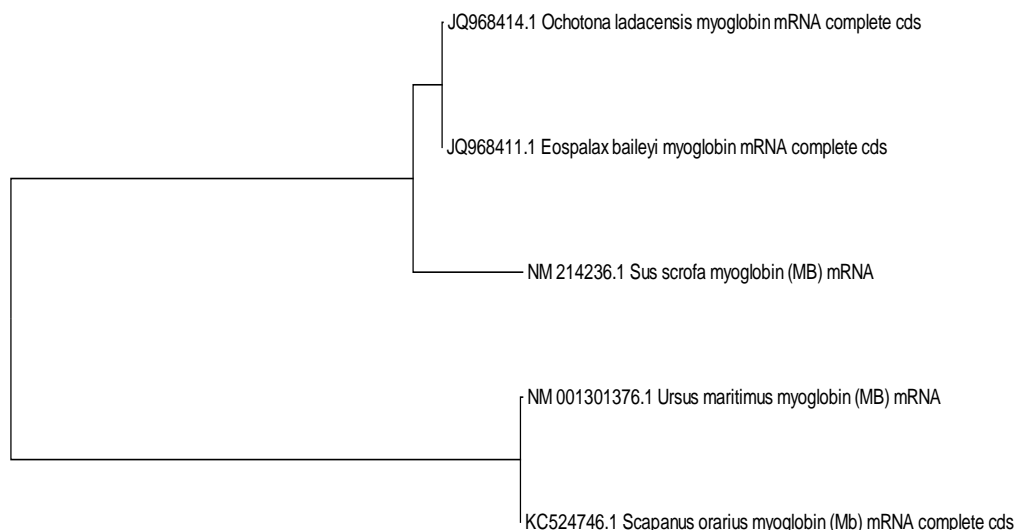 JQ968414.1 Ochotona ladacensis myoglobin mRNA complete cds
JQ968411.1 Eospalax baileyi myoglobin mRNA complete cds
NM 214236.1 Sus scrofa myoglobin (MB) mRNA
NM 001301376.1 Ursus maritimus myoglobin (MB) mRNA
KC524746.1 Scapanus orarius myoglobin (Mb) mRNA complete cds